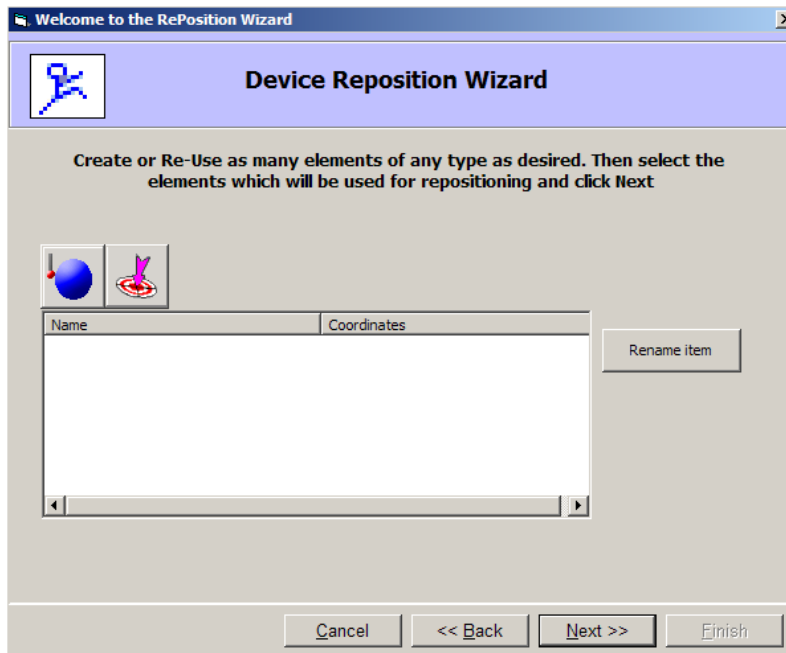 Welcome to the RePosition Wizard
Device Reposition Wizard
Create or Re-Use as many elements of any type as desired. Then select the
elements which will be used for repositioning and click Next
Name
Coordinates
Rename item
Cancel
<< Back
Next >>
Finish